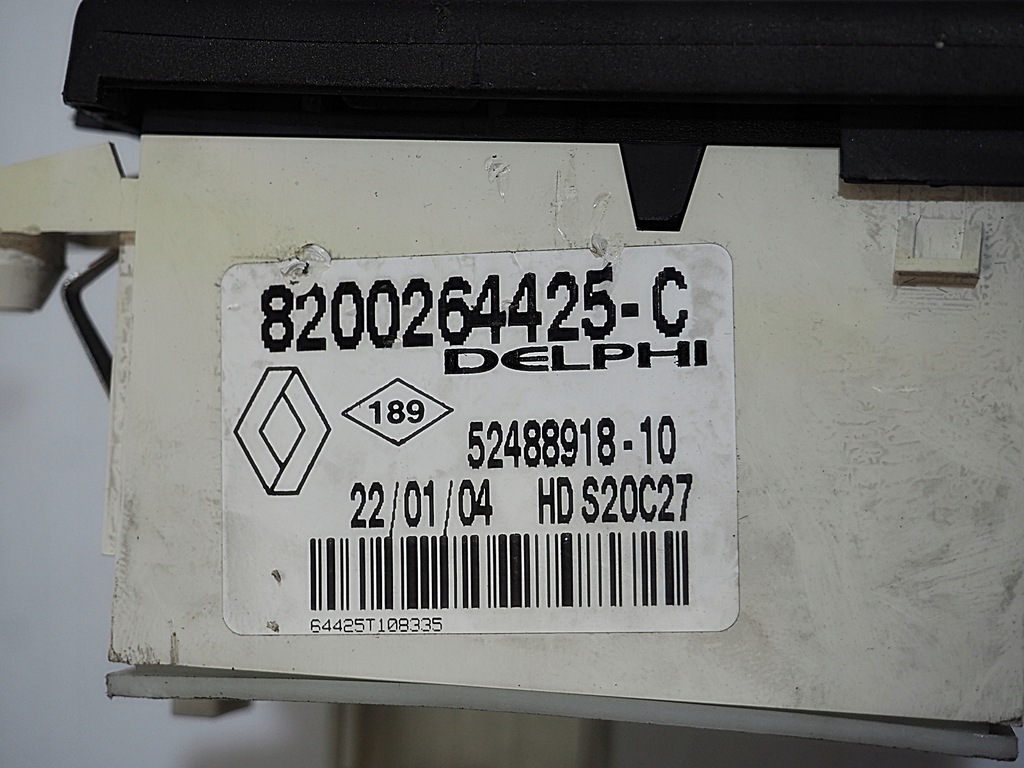 8200264425-C
DELPHI
189
52488918-10
22/01/04 HD S20C27
64425T108335